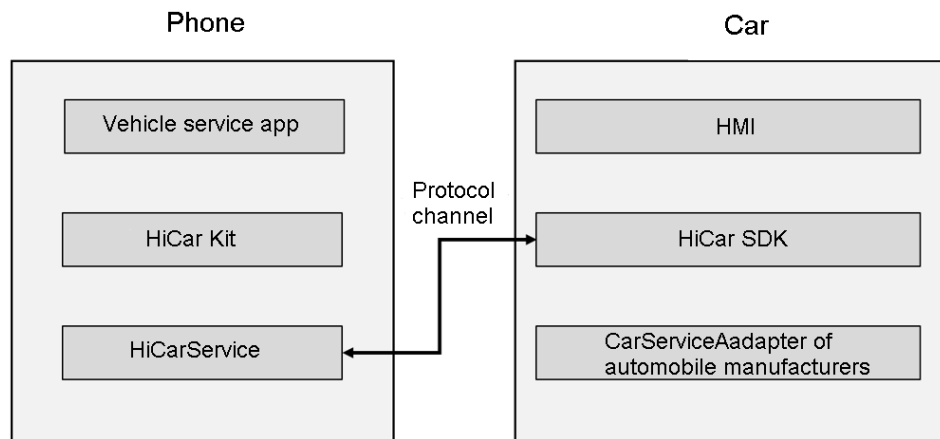 Phone
Car
Vehicle service app
HMI
Protocol
channel
HiCar Kit
HiCar SDK
HiCarService
CarServiceAadapter of
automobile manufacturers